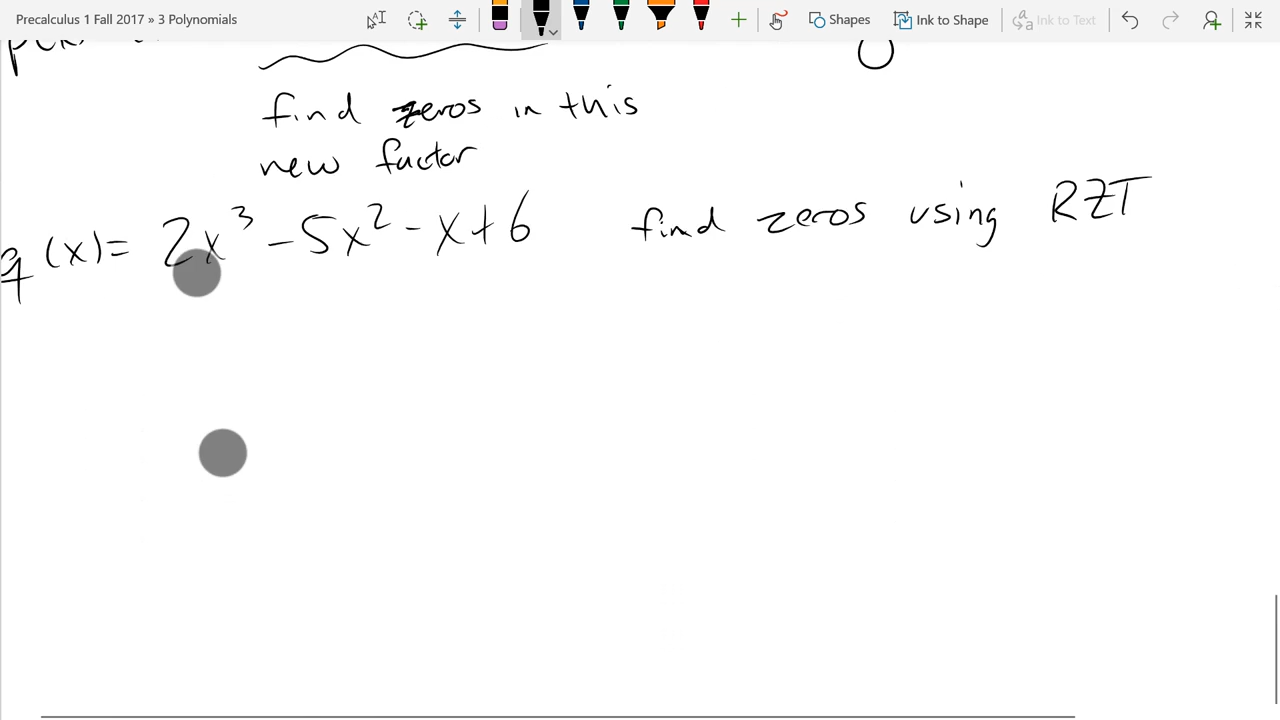 Precalculus 1 Fall 2017 » 3 Polynomials
Shapes
Ink to Shape
Ink to Text
find zeros in this
new factor
q(x) = 2x³ - 5x² - x + 6 find zeros using RZT